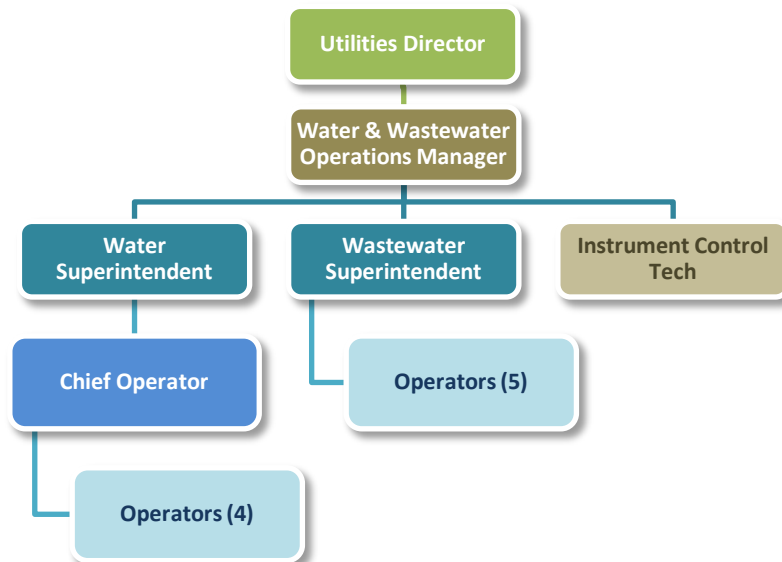 Utilities Director
Water & Wastewater
Operations Manager
Water
Superintendent
Wastewater
Superintendent
Instrument Control
Tech
Chief Operator
Operators (5)
Operators (4)